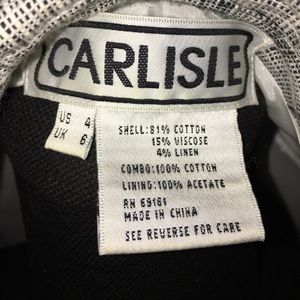 CARLISLE
US 4
UK 6
SHELL:81% COTTON
15% VISCOSE
4% LINEN
COMBO:100% COTTON
LINING:100% ACETATE
RN 69161
MADE IN CHINA
SEE REVERSE FOR CARE